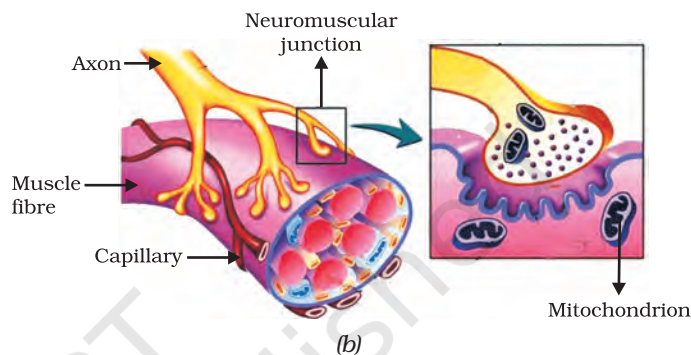 Neuromuscular
junction
Axon
Muscle
fibre
Capillary
Mitochondrion
(b)